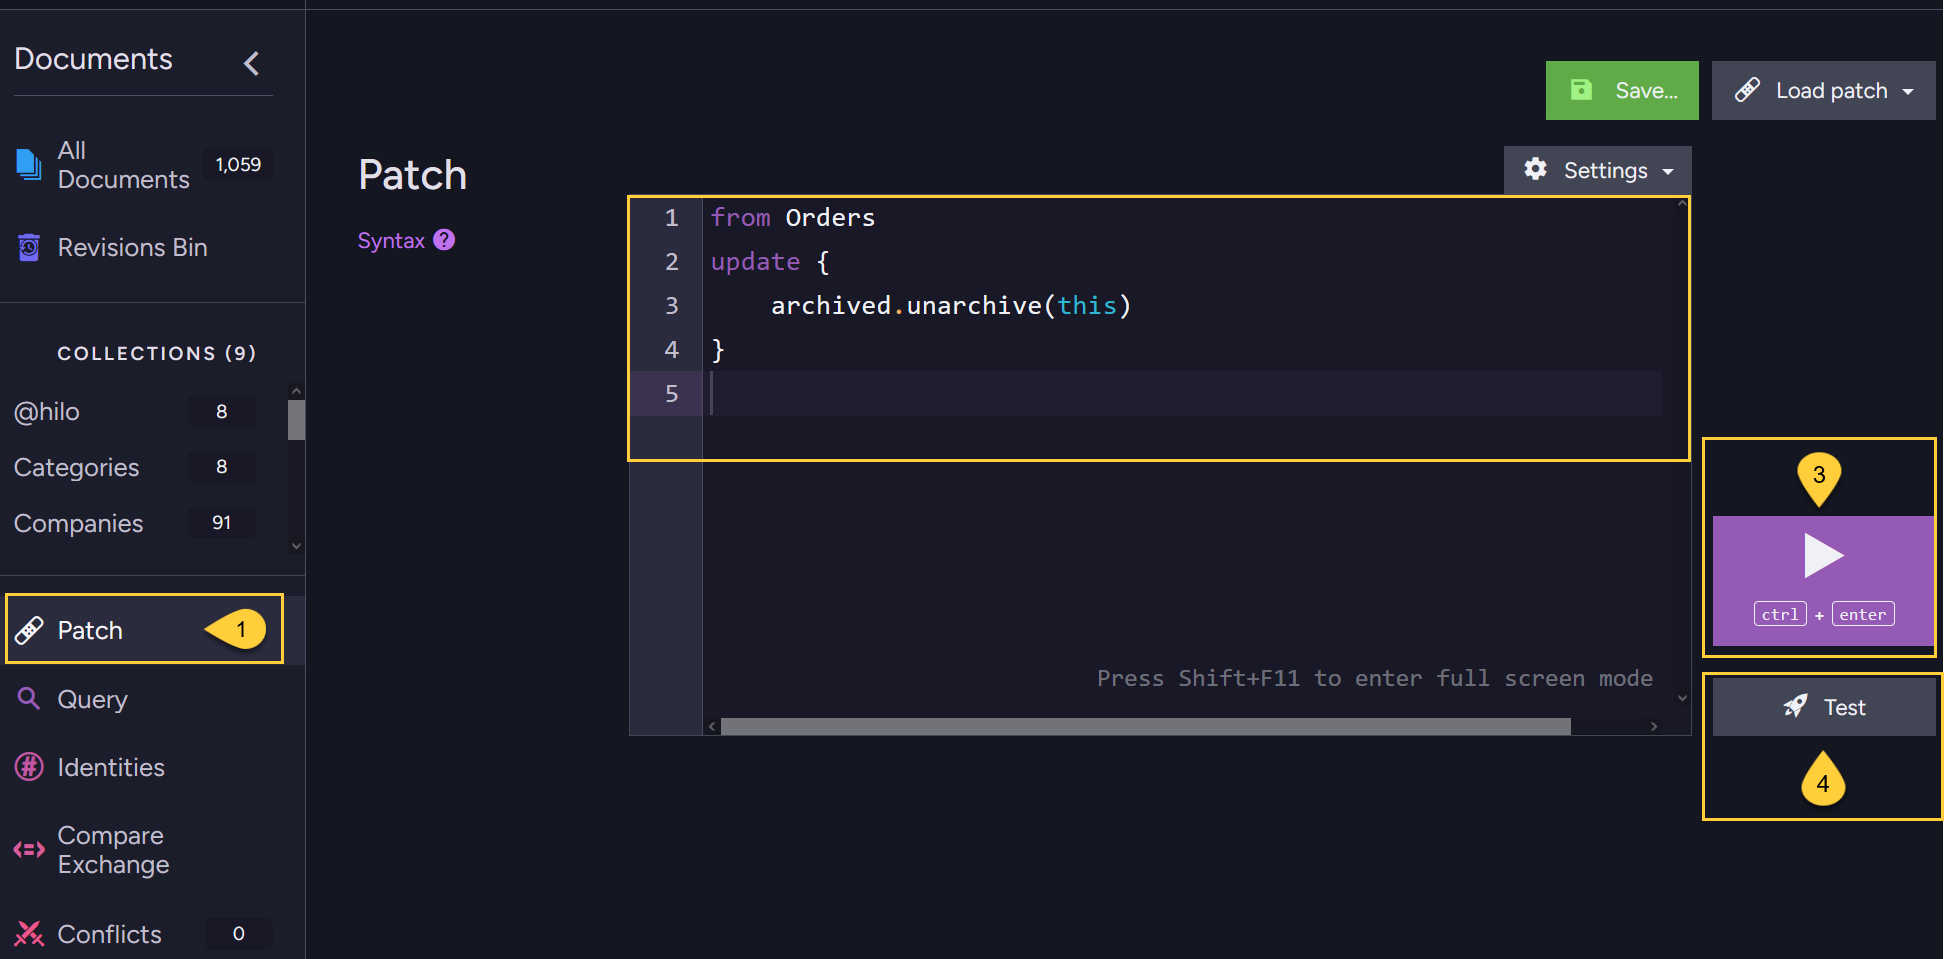 Documents
All
Documents 1,059
Revisions Bin
COLLECTIONS (9)
@hilo 8
Categories 8
Companies 91
Patch 1
Query
Identities
Compare
Exchange
Conflicts 0
Save...
Load patch
Patch
Syntax ?
Settings
1 from Orders
2 update {
3 archived.unarchive(this)
4 }
5
Press Shift+F11 to enter full screen mode
3
ctrl + enter
Test
4